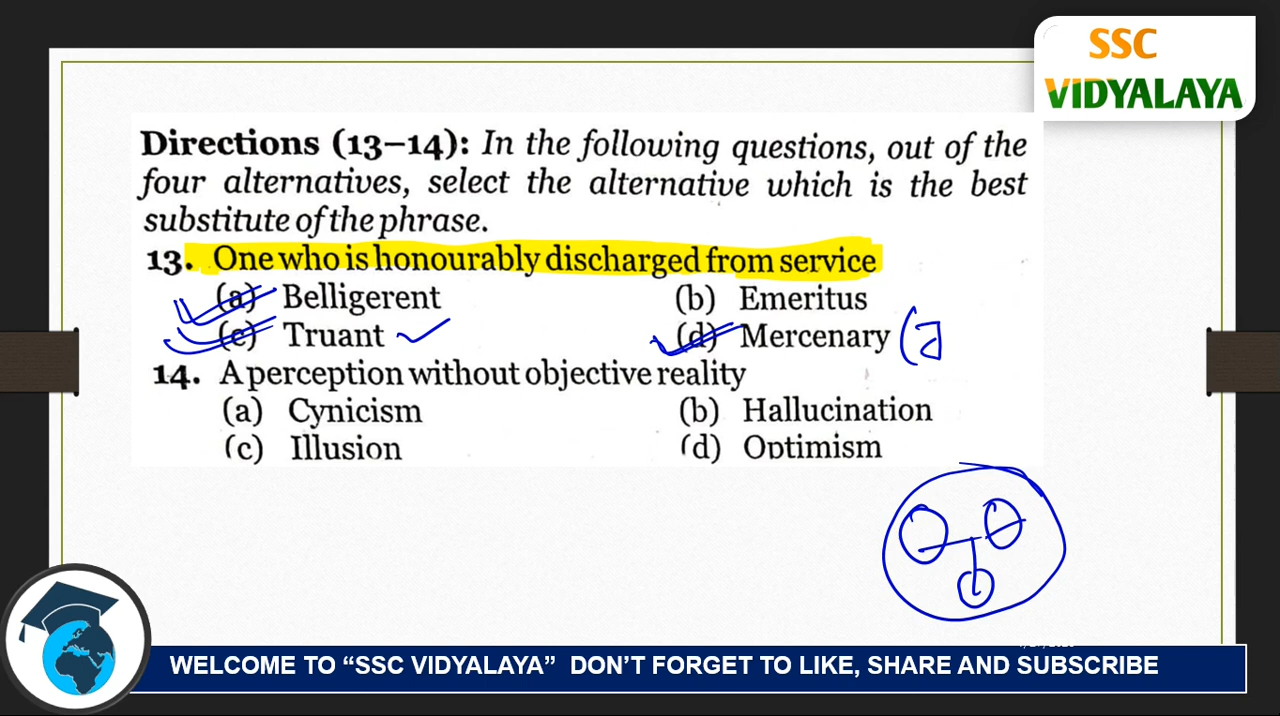 SSC
VIDYALAYA
Directions (13–14): In the following questions, out of the
four alternatives, select the alternative which is the best
substitute of the phrase.
13. One who is honourably discharged from service
(a) Belligerent (b) Emeritus
(c) Truant (d) Mercenary
14. A perception without objective reality
(a) Cynicism (b) Hallucination
(c) Illusion (d) Optimism
WELCOME TO “SSC VIDYALAYA” DON’T FORGET TO LIKE, SHARE AND SUBSCRIBE